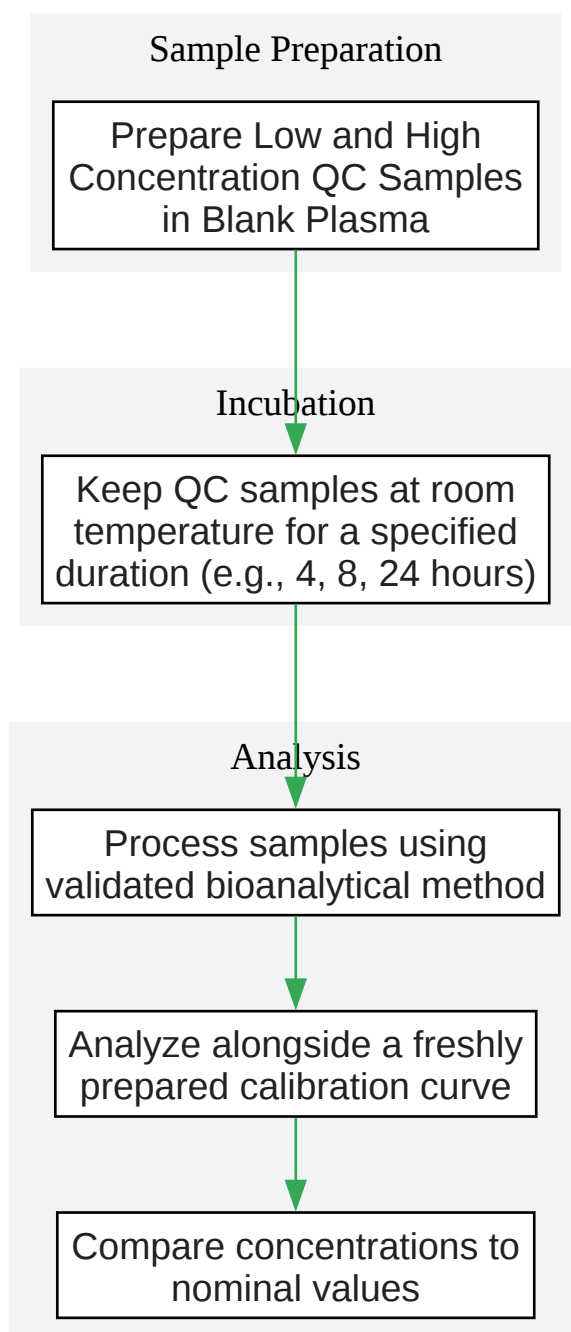 Sample Preparation
Prepare Low and High
Concentration QC Samples
in Blank Plasma
Incubation
Keep QC samples at room
temperature for a specified
duration (e.g., 4, 8, 24 hours)
Analysis
Process samples using
validated bioanalytical method
Analyze alongside a freshly
prepared calibration curve
Compare concentrations to
nominal values